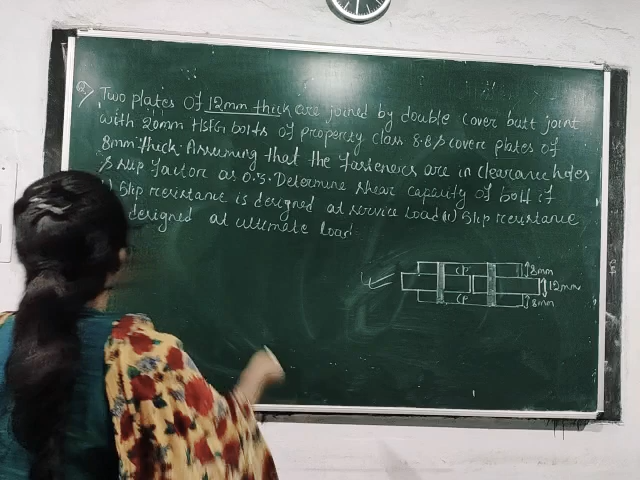 Q> Two plates of 12mm thick are joined by double cover butt joint
with 20mm HSFG bolts of property class 8.8 & cover plates of
8mm thick. Assuming that the fasteners are in clearance holes
& slip factor as 0.5. Determine shear capacity of bolt if
i) Slip resistance is designed at service load (ii) Slip resistance
designed at ultimate load
CP
8mm
12mm
CP
8mm